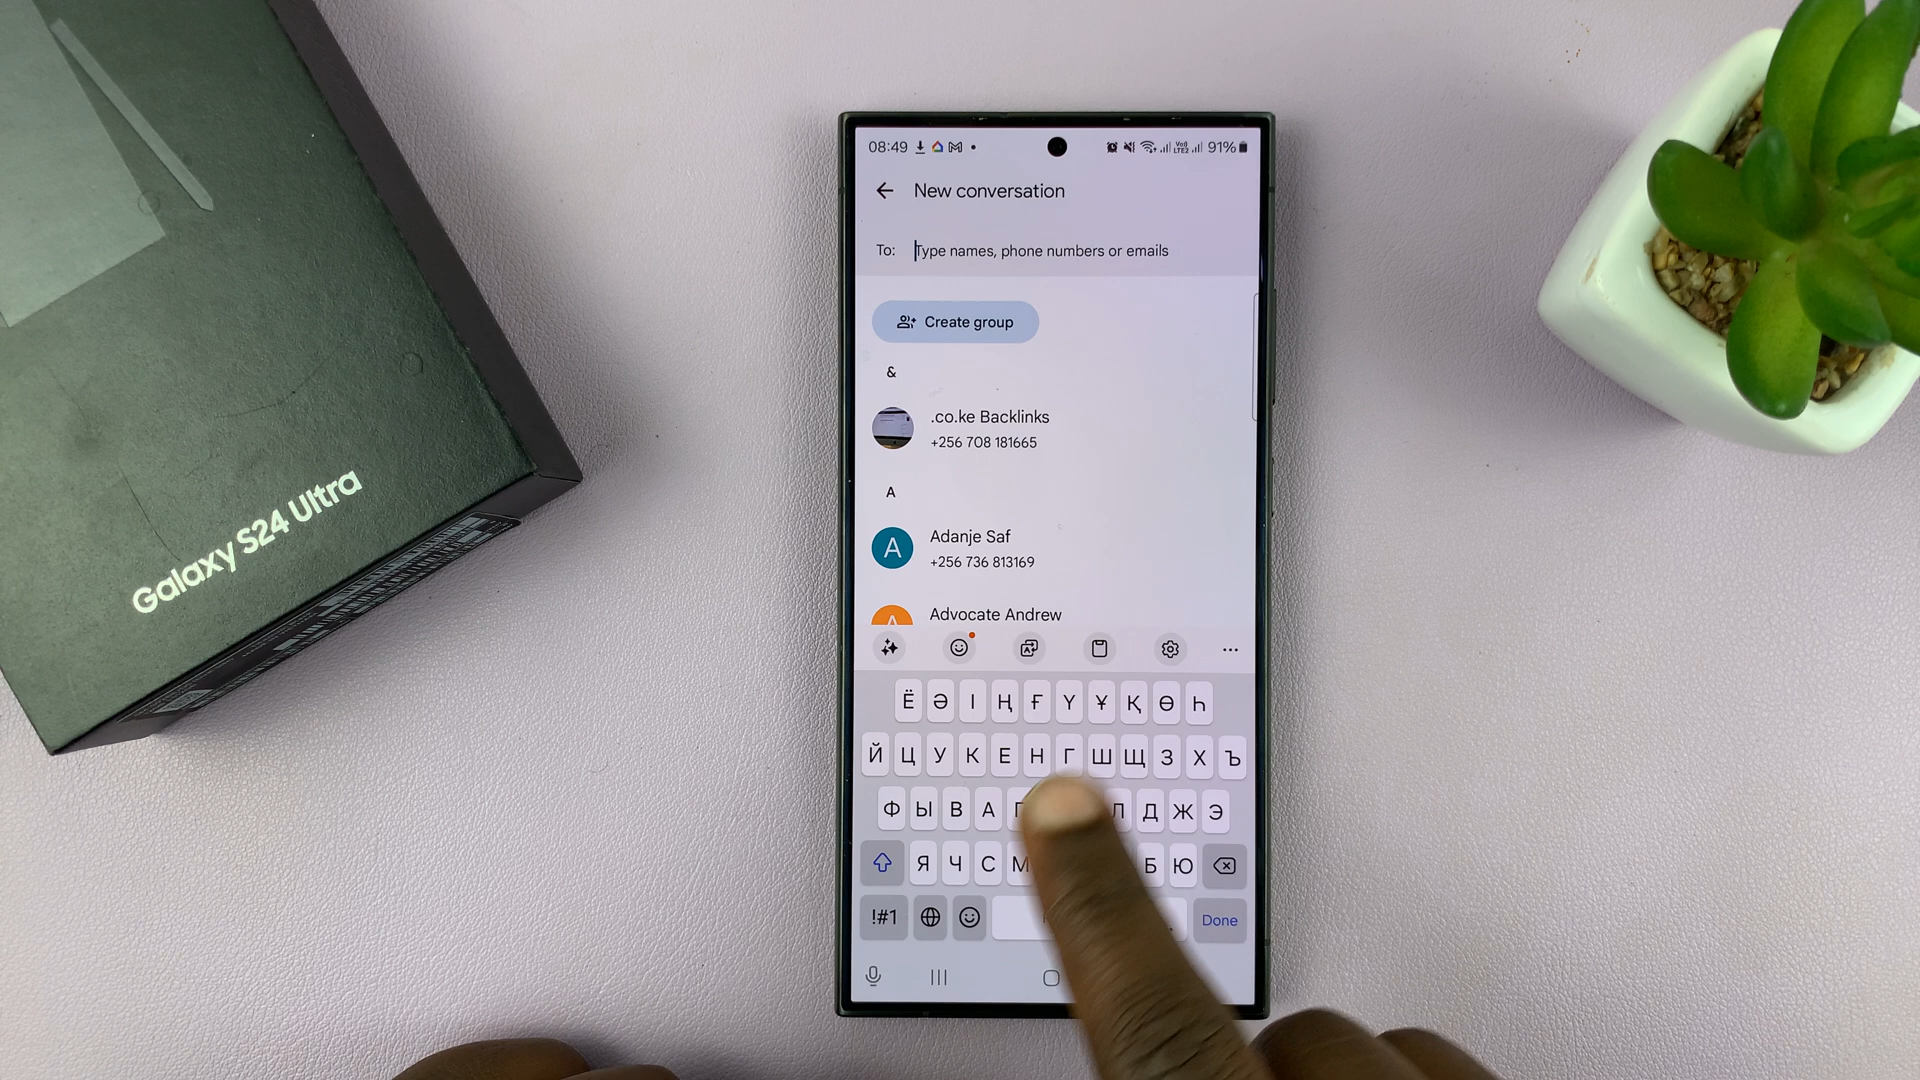 Galaxy S24 Ultra
08:49 91%
New conversation
To: Type names, phone numbers or emails
Create group
&
.co.ke Backlinks
+256 708 181665
A
A Adanje Saf
+256 736 813169
Advocate Andrew
Ё Ә І Ң Ғ Ү Ұ Қ Ө Һ
Й Ц У К Е Н Г Ш Щ З Х Ъ
Ф Ы В А Л Д Ж Э
Я Ч С М Б Ю
!#1 Done